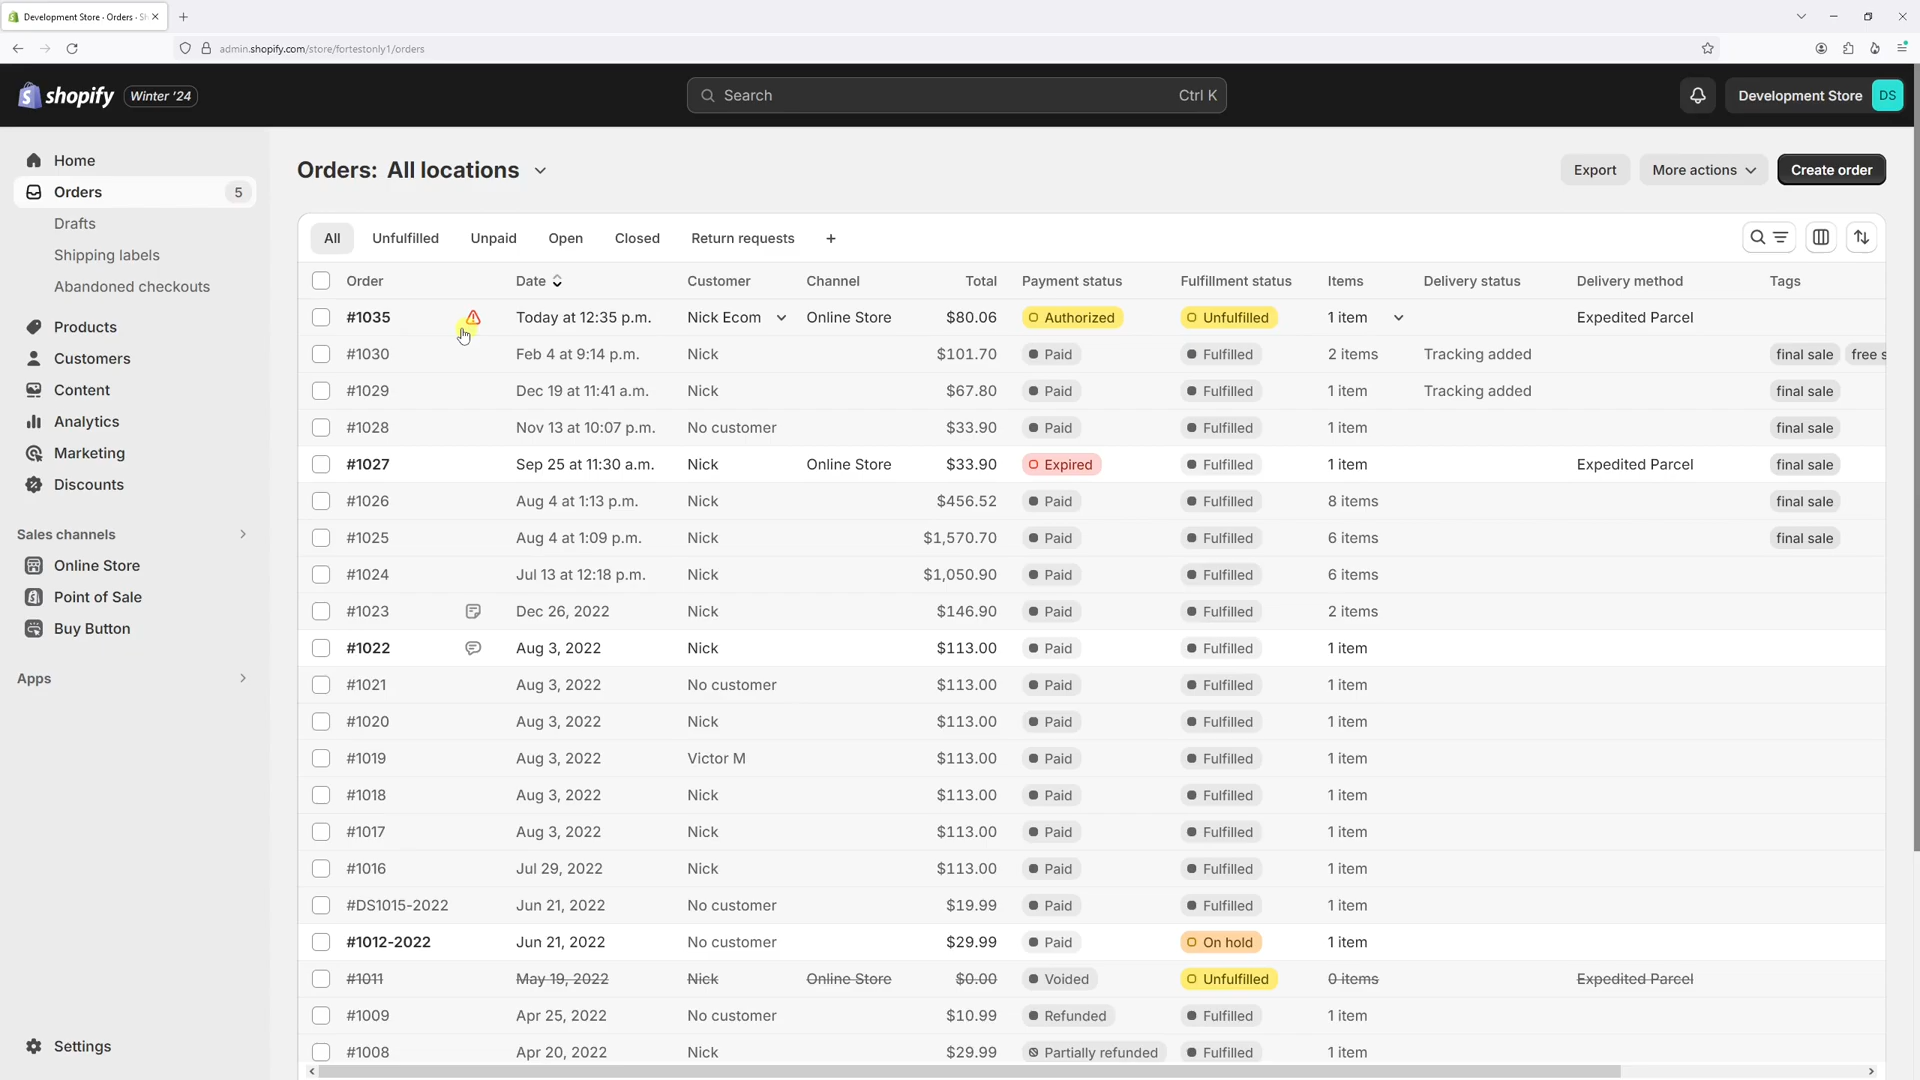 Development Store · Orders · Sh
admin.shopify.com/store/fortestonly1/orders
shopify Winter '24 Search Ctrl K Development Store DS
Home
Orders 5
Drafts
Shipping labels
Abandoned checkouts
Products
Customers
Content
Analytics
Marketing
Discounts
Sales channels
Online Store
Point of Sale
Buy Button
Apps
Settings
Orders: All locations Export More actions Create order
All Unfulfilled Unpaid Open Closed Return requests +
Order Date Customer Channel Total Payment status Fulfillment status Items Delivery status Delivery method Tags
#1035 Today at 12:35 p.m. Nick Ecom Online Store $80.06 Authorized Unfulfilled 1 item Expedited Parcel
#1030 Feb 4 at 9:14 p.m. Nick $101.70 Paid Fulfilled 2 items Tracking added final sale free s
#1029 Dec 19 at 11:41 a.m. Nick $67.80 Paid Fulfilled 1 item Tracking added final sale
#1028 Nov 13 at 10:07 p.m. No customer $33.90 Paid Fulfilled 1 item final sale
#1027 Sep 25 at 11:30 a.m. Nick Online Store $33.90 Expired Fulfilled 1 item Expedited Parcel final sale
#1026 Aug 4 at 1:13 p.m. Nick $456.52 Paid Fulfilled 8 items final sale
#1025 Aug 4 at 1:09 p.m. Nick $1,570.70 Paid Fulfilled 6 items final sale
#1024 Jul 13 at 12:18 p.m. Nick $1,050.90 Paid Fulfilled 6 items
#1023 Dec 26, 2022 Nick $146.90 Paid Fulfilled 2 items
#1022 Aug 3, 2022 Nick $113.00 Paid Fulfilled 1 item
#1021 Aug 3, 2022 No customer $113.00 Paid Fulfilled 1 item
#1020 Aug 3, 2022 Nick $113.00 Paid Fulfilled 1 item
#1019 Aug 3, 2022 Victor M $113.00 Paid Fulfilled 1 item
#1018 Aug 3, 2022 Nick $113.00 Paid Fulfilled 1 item
#1017 Aug 3, 2022 Nick $113.00 Paid Fulfilled 1 item
#1016 Jul 29, 2022 Nick $113.00 Paid Fulfilled 1 item
#DS1015-2022 Jun 21, 2022 No customer $19.99 Paid Fulfilled 1 item
#1012-2022 Jun 21, 2022 No customer $29.99 Paid On hold 1 item
#1011 May 19, 2022 Nick Online Store $0.00 Voided Unfulfilled 0 items Expedited Parcel
#1009 Apr 25, 2022 No customer $10.99 Refunded Fulfilled 1 item
#1008 Apr 20, 2022 Nick $29.99 Partially refunded Fulfilled 1 item